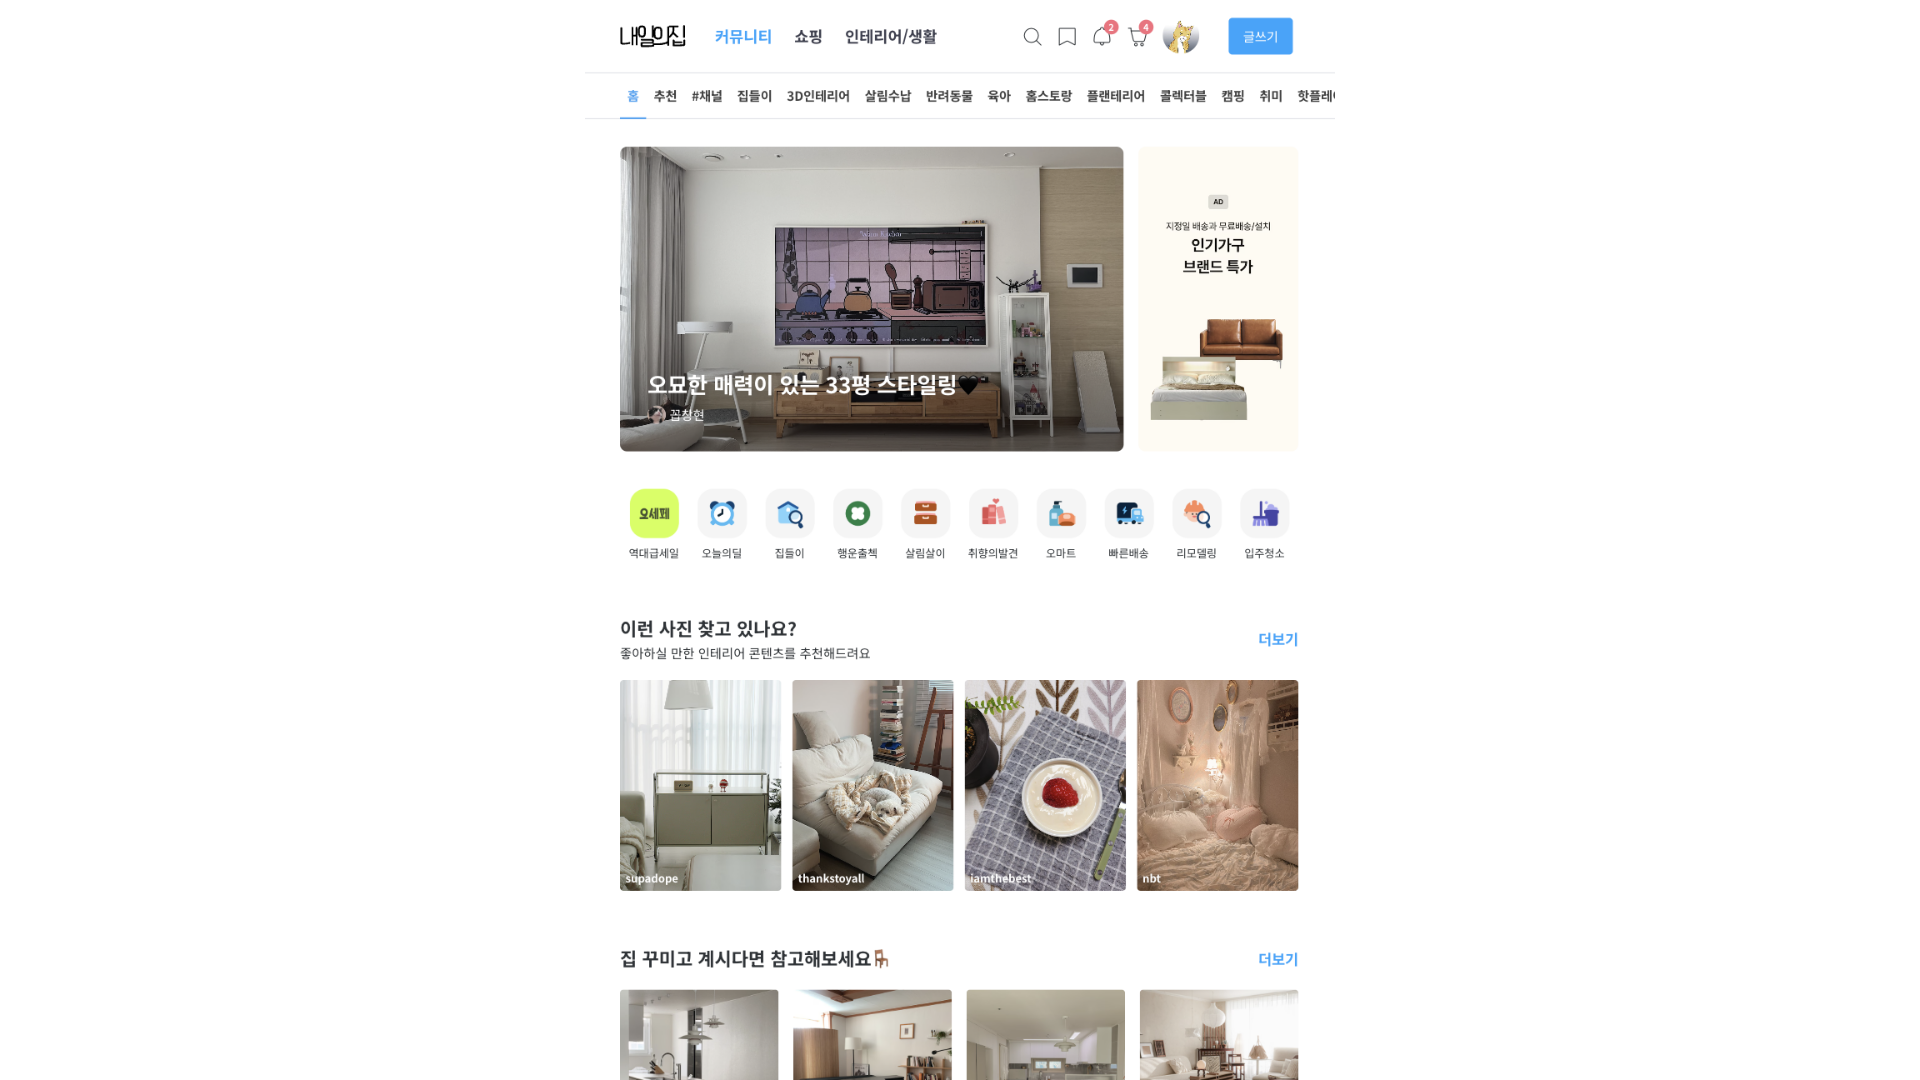 내일의집
커뮤니티 쇼핑 인테리어/생활
2
4
글쓰기
홈 추천 #채널 집들이 3D인테리어 살림수납 반려동물 육아 홈스토랑 플랜테리어 콜렉터블 캠핑 취미 핫플레
AD
지정일 배송과 무료배송/설치
인기가구
브랜드 특가
오묘한 매력이 있는 33평 스타일링🖤
꼽창현
오세페
역대급세일 오늘의딜 집들이 행운출첵 살림살이 취향의발견 오마트 빠른배송 리모델링 입주청소
이런 사진 찾고 있나요?
더보기
좋아하실 만한 인테리어 콘텐츠를 추천해드려요
supadope
thankstoyall
iamthebest
nbt
집 꾸미고 계시다면 참고해보세요🪑
더보기